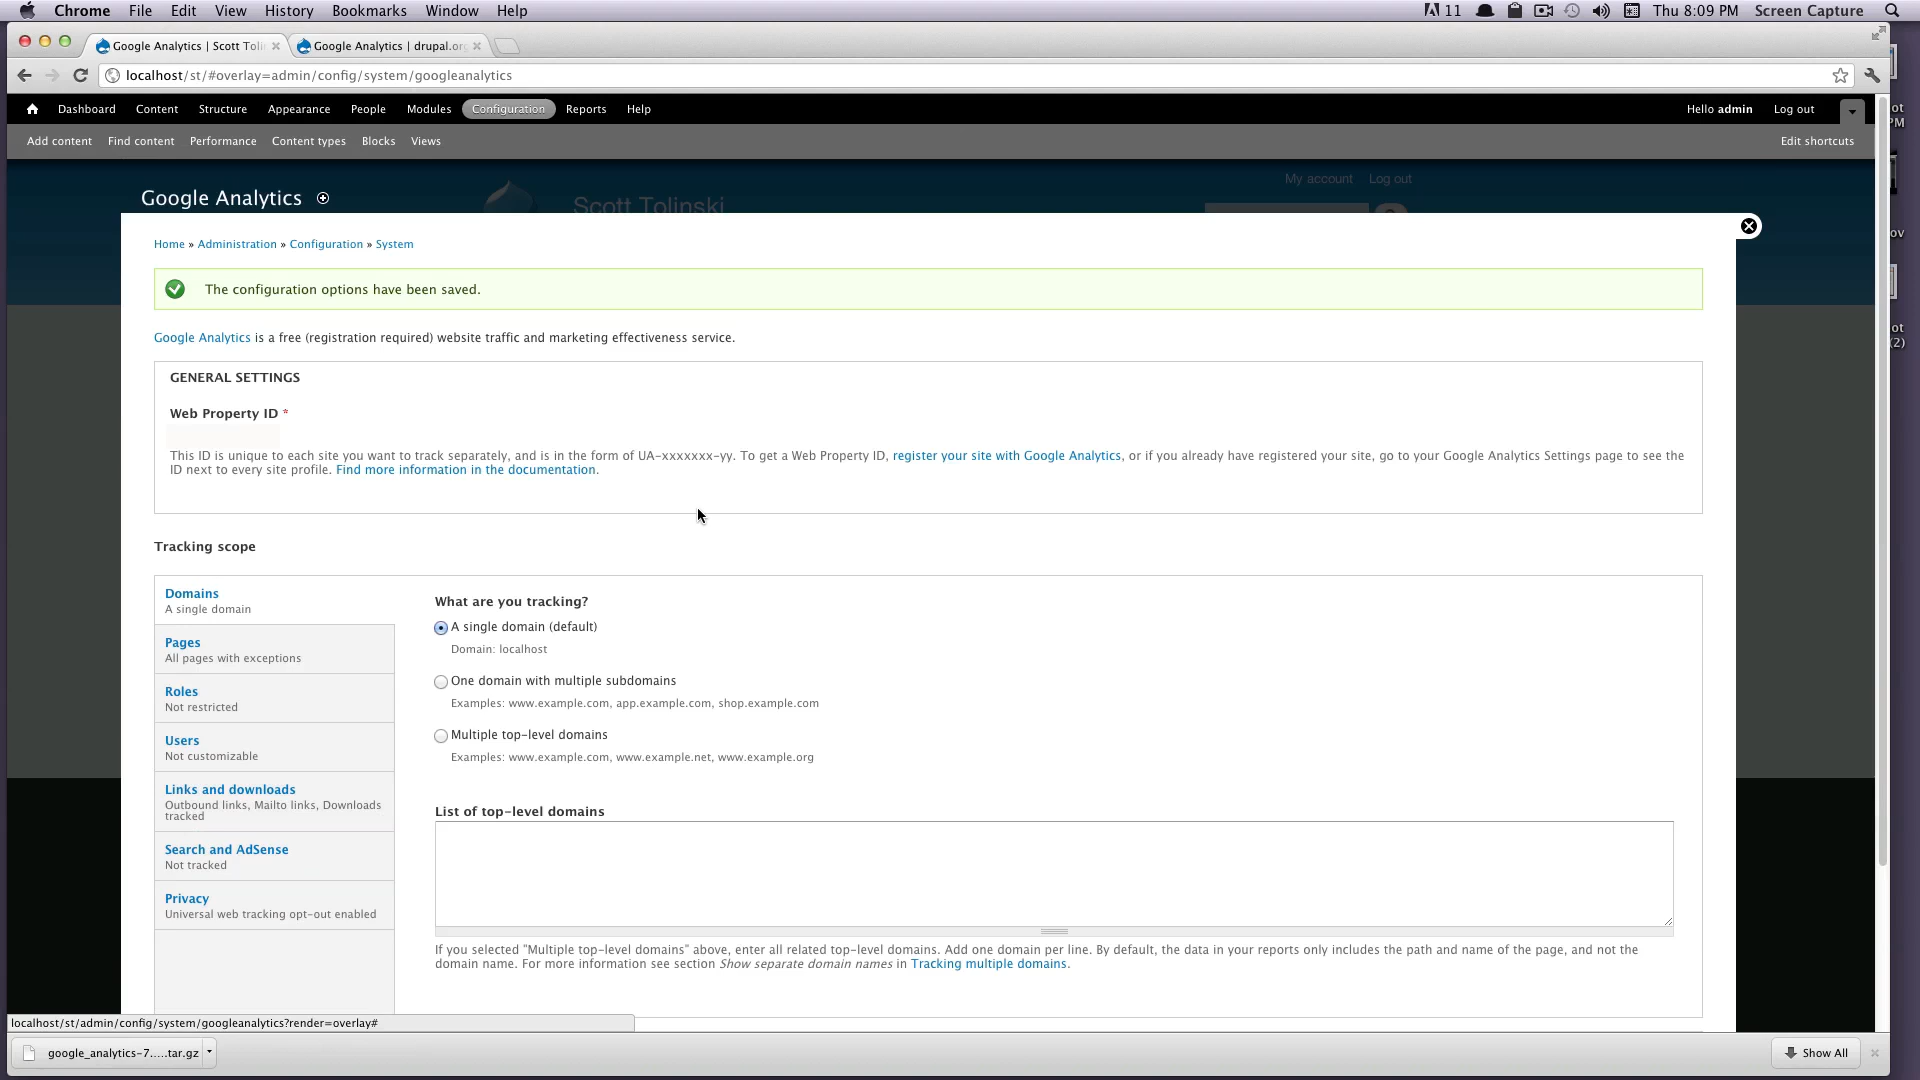 Chrome File Edit View History Bookmarks Window Help 11 Thu 8:09 PM Screen Capture
Google Analytics | Scott Toli Google Analytics | drupal.or
localhost/st/#overlay=admin/config/system/googleanalytics
Dashboard Content Structure Appearance People Modules Configuration Reports Help Hello admin Log out
Add content Find content Performance Content types Blocks Views Edit shortcuts
My account Log out
Google Analytics
Scott Tolinski
Home » Administration » Configuration » System
The configuration options have been saved.
Google Analytics is a free (registration required) website traffic and marketing effectiveness service.
GENERAL SETTINGS
Web Property ID *
This ID is unique to each site you want to track separately, and is in the form of UA-xxxxxxx-yy. To get a Web Property ID, register your site with Google Analytics, or if you already have registered your site, go to your Google Analytics Settings page to see the
ID next to every site profile. Find more information in the documentation.
Tracking scope
Domains
A single domain
Pages
All pages with exceptions
Roles
Not restricted
Users
Not customizable
Links and downloads
Outbound links, Mailto links, Downloads
tracked
Search and AdSense
Not tracked
Privacy
Universal web tracking opt-out enabled
What are you tracking?
A single domain (default)
Domain: localhost
One domain with multiple subdomains
Examples: www.example.com, app.example.com, shop.example.com
Multiple top-level domains
Examples: www.example.com, www.example.net, www.example.org
List of top-level domains
If you selected "Multiple top-level domains" above, enter all related top-level domains. Add one domain per line. By default, the data in your reports only includes the path and name of the page, and not the
domain name. For more information see section Show separate domain names in Tracking multiple domains.
localhost/st/admin/config/system/googleanalytics?render=overlay#
google_analytics-7.....tar.gz Show All
ot
PM
ov
ot
(2)